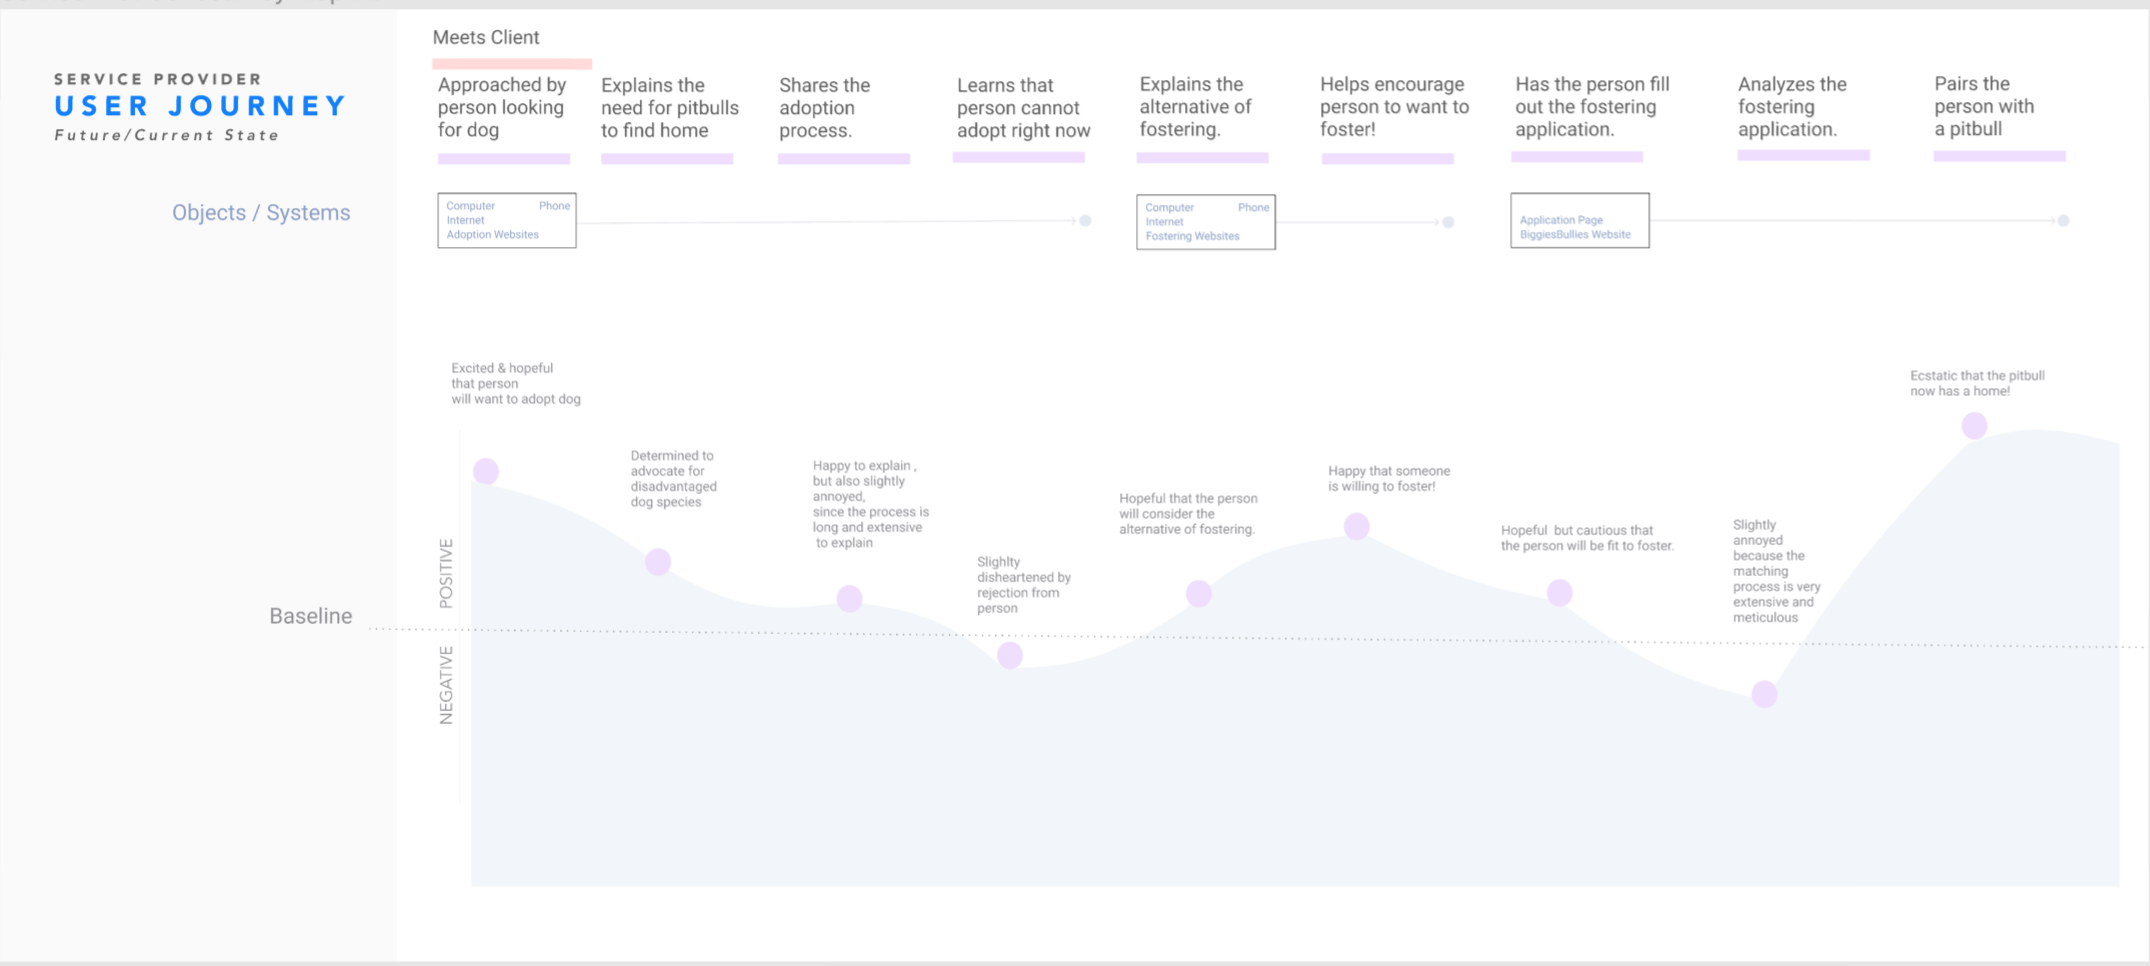 SERVICE PROVIDER
USER JOURNEY
Future/Current State
Meets Client
Approached by
person looking
for dog
Explains the
need for pitbulls
to find home
Shares the
adoption
process.
Learns that
person cannot
adopt right now
Explains the
alternative of
fostering.
Helps encourage
person to want to
foster!
Has the person fill
out the fostering
application.
Analyzes the
fostering
application.
Pairs the
person with
a pitbull
Objects / Systems
Computer Phone
Internet
Adoption Websites
Computer Phone
Internet
Fostering Websites
Application Page
BiggiesBullies Website
Excited & hopeful
that person
will want to adopt dog
Determined to
advocate for
disadvantaged
dog species
Happy to explain ,
but also slightly
annoyed,
since the process is
long and extensive
to explain
Slighlty
disheartened by
rejection from
person
Hopeful that the person
will consider the
alternative of fostering.
Happy that someone
is willing to foster!
Hopeful but cautious that
the person will be fit to foster.
Slightly
annoyed
because the
matching
process is very
extensive and
meticulous
Ecstatic that the pitbull
now has a home!
POSITIVE
Baseline
NEGATIVE